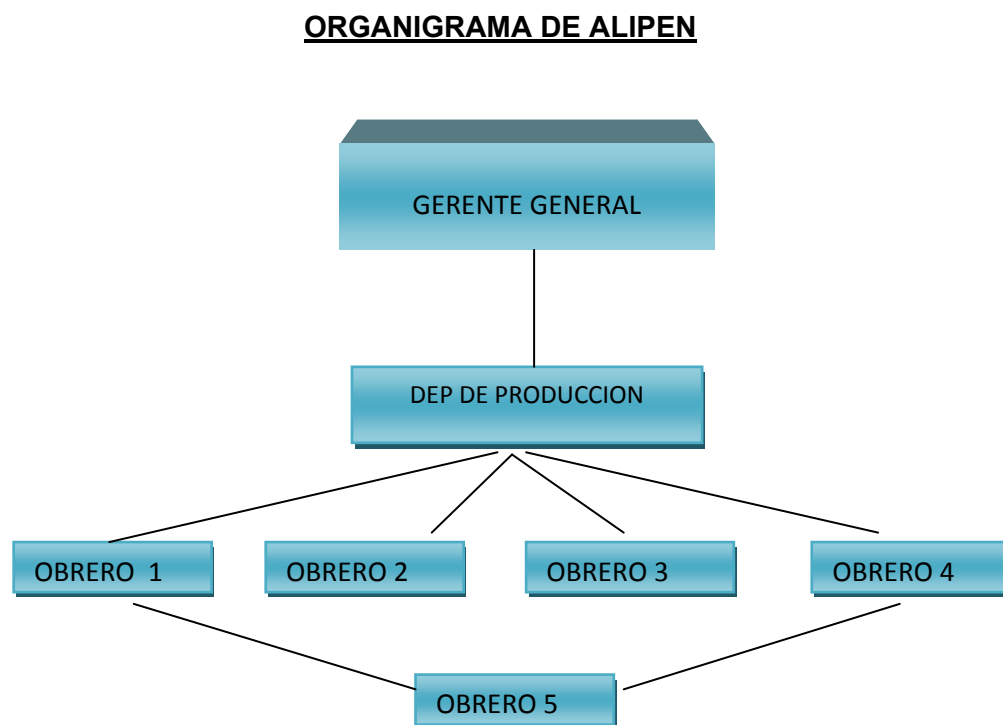 ORGANIGRAMA DE ALIPEN
GERENTE GENERAL
DEP DE PRODUCCION
OBRERO 1
OBRERO 2
OBRERO 3
OBRERO 4
OBRERO 5